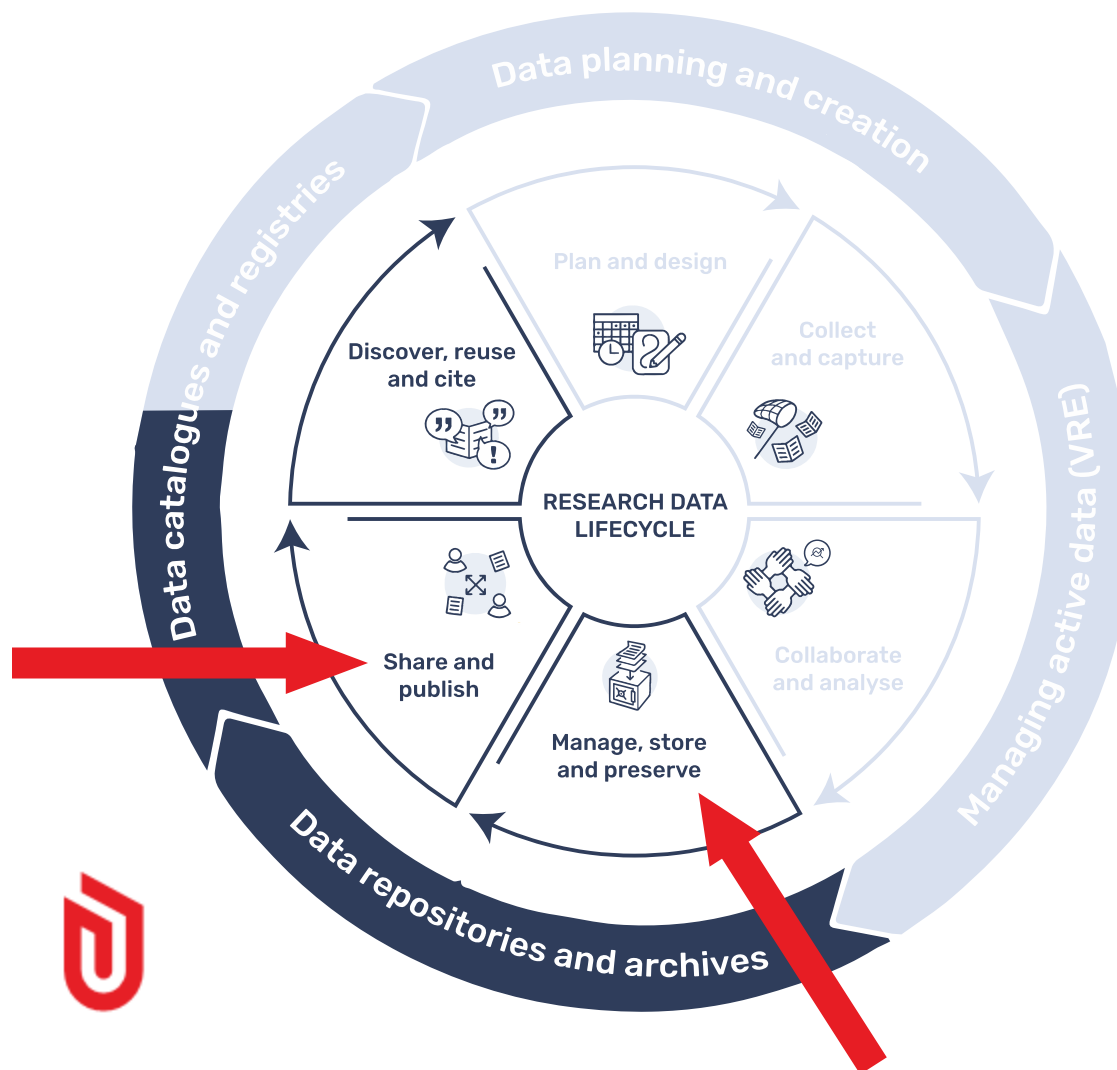 Data planning and creation
Data catalogues and registries
Managing active data (VRE)
Data repositories and archives
Plan and design
Collect
and capture
Discover, reuse
and cite
RESEARCH DATA
LIFECYCLE
Share and
publish
Collaborate
and analyse
Manage, store
and preserve